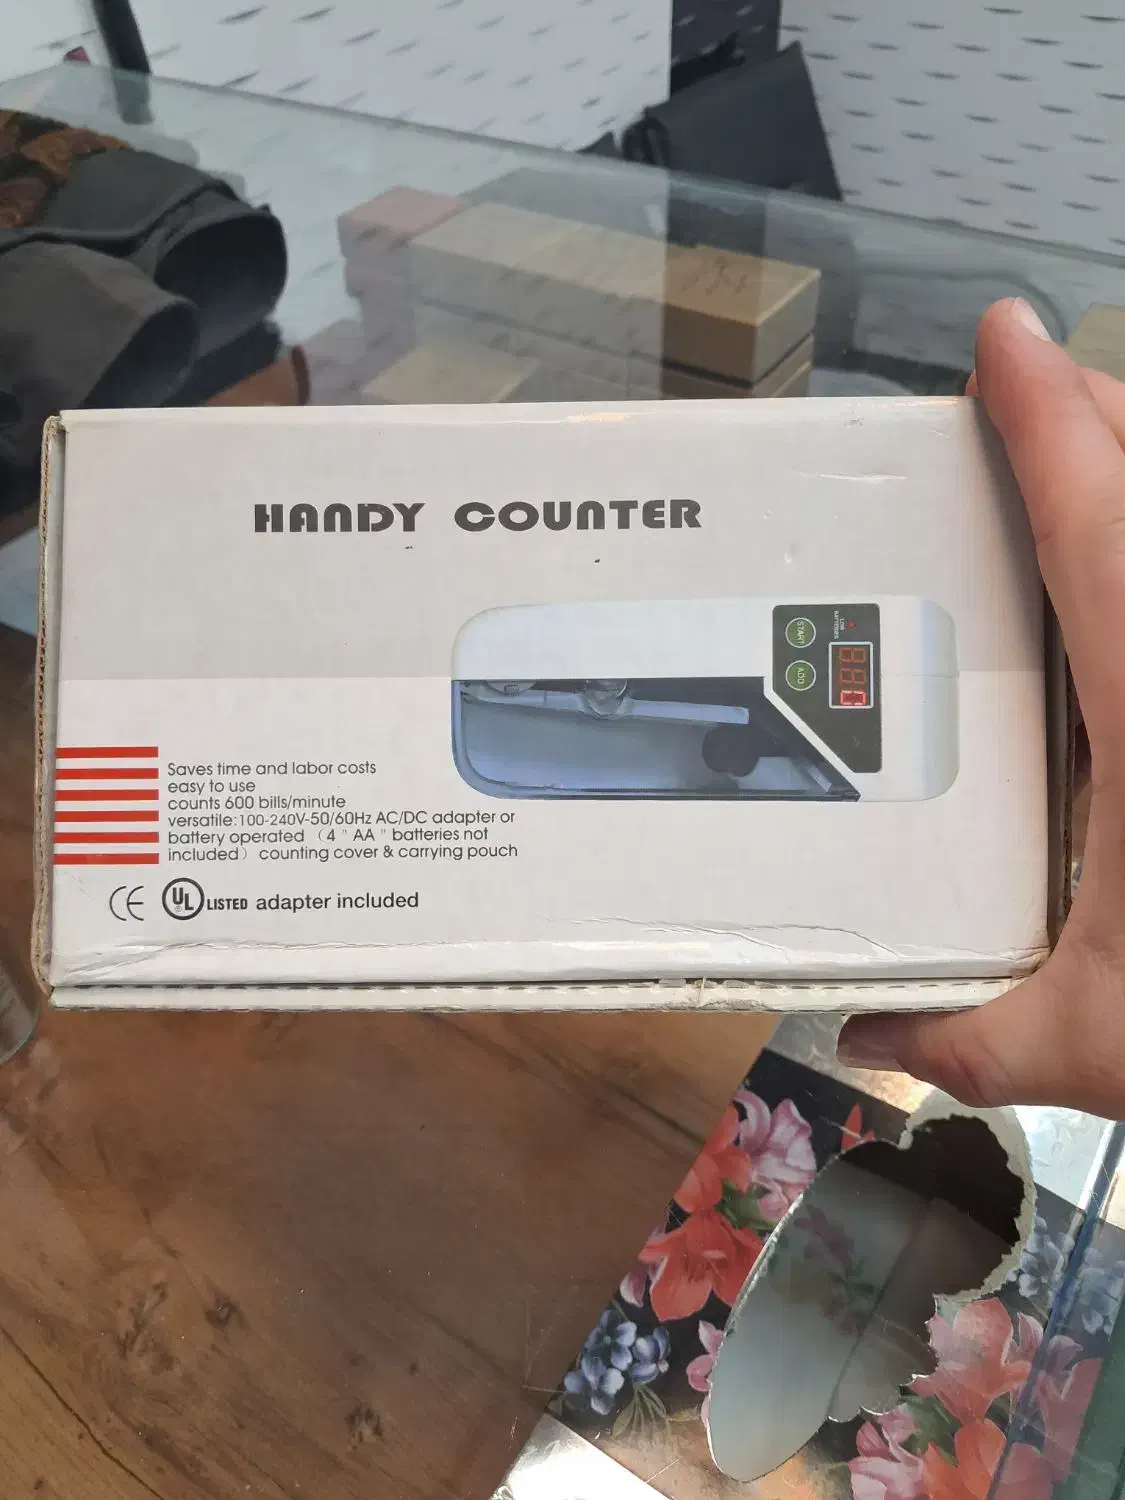 HANDY COUNTER
START
ADD
LOW
BATTERIES
Saves time and labor costs
easy to use
counts 600 bills/minute
versatile:100-240V-50/60Hz AC/DC adapter or
battery operated （4 " AA " batteries not
included） counting cover & carrying pouch
CE UL LISTED adapter included